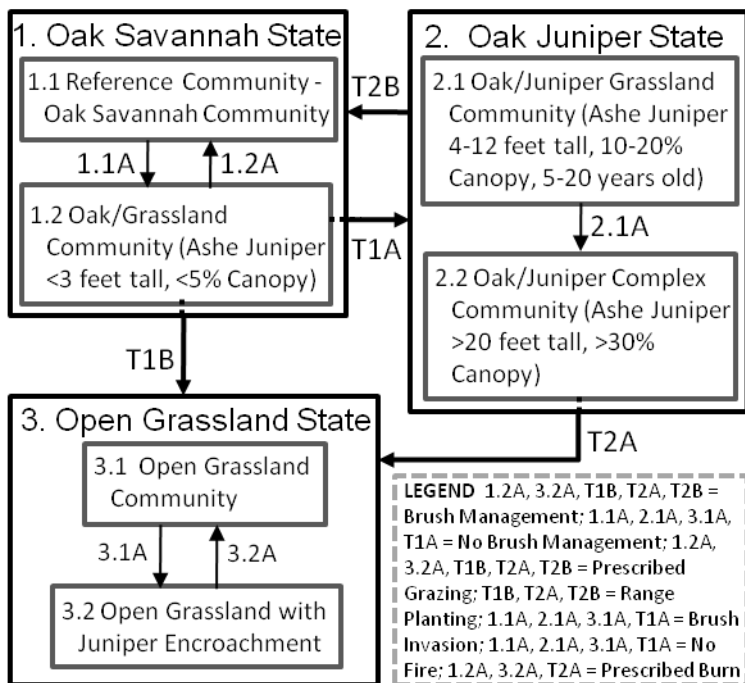 1. Oak Savannah State
1.1 Reference Community -
Oak Savannah Community
1.1A
1.2A
1.2 Oak/Grassland
Community (Ashe Juniper
<3 feet tall, <5% Canopy)
T2B
T1A
2. Oak Juniper State
2.1 Oak/Juniper Grassland
Community (Ashe Juniper
4-12 feet tall, 10-20%
Canopy, 5-20 years old)
2.1A
2.2 Oak/Juniper Complex
Community (Ashe Juniper
>20 feet tall, >30%
Canopy)
T1B
T2A
3. Open Grassland State
3.1 Open Grassland
Community
3.1A
3.2A
3.2 Open Grassland with
Juniper Encroachment
LEGEND 1.2A, 3.2A, T1B, T2A, T2B =
Brush Management; 1.1A, 2.1A, 3.1A,
T1A = No Brush Management; 1.2A,
3.2A, T1B, T2A, T2B = Prescribed
Grazing; T1B, T2A, T2B = Range
Planting; 1.1A, 2.1A, 3.1A, T1A = Brush
Invasion; 1.1A, 2.1A, 3.1A, T1A = No
Fire; 1.2A, 3.2A, T2A = Prescribed Burn